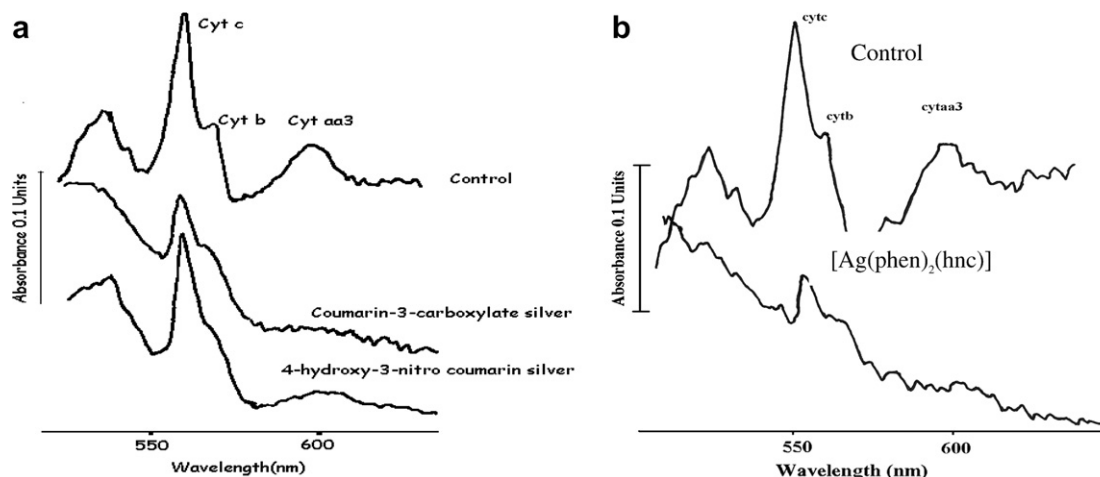 a
Cyt c
Cyt b
Cyt aa3
Control
Absorbance 0.1 Units
Coumarin-3-carboxylate silver
4-hydroxy-3-nitro coumarin silver
550
600
Wavelength(nm)
b
cytc
Control
cytb
cytaa3
Absorbance 0.1 Units
[Ag(phen)₂(hnc)]
550
600
Wavelength (nm)